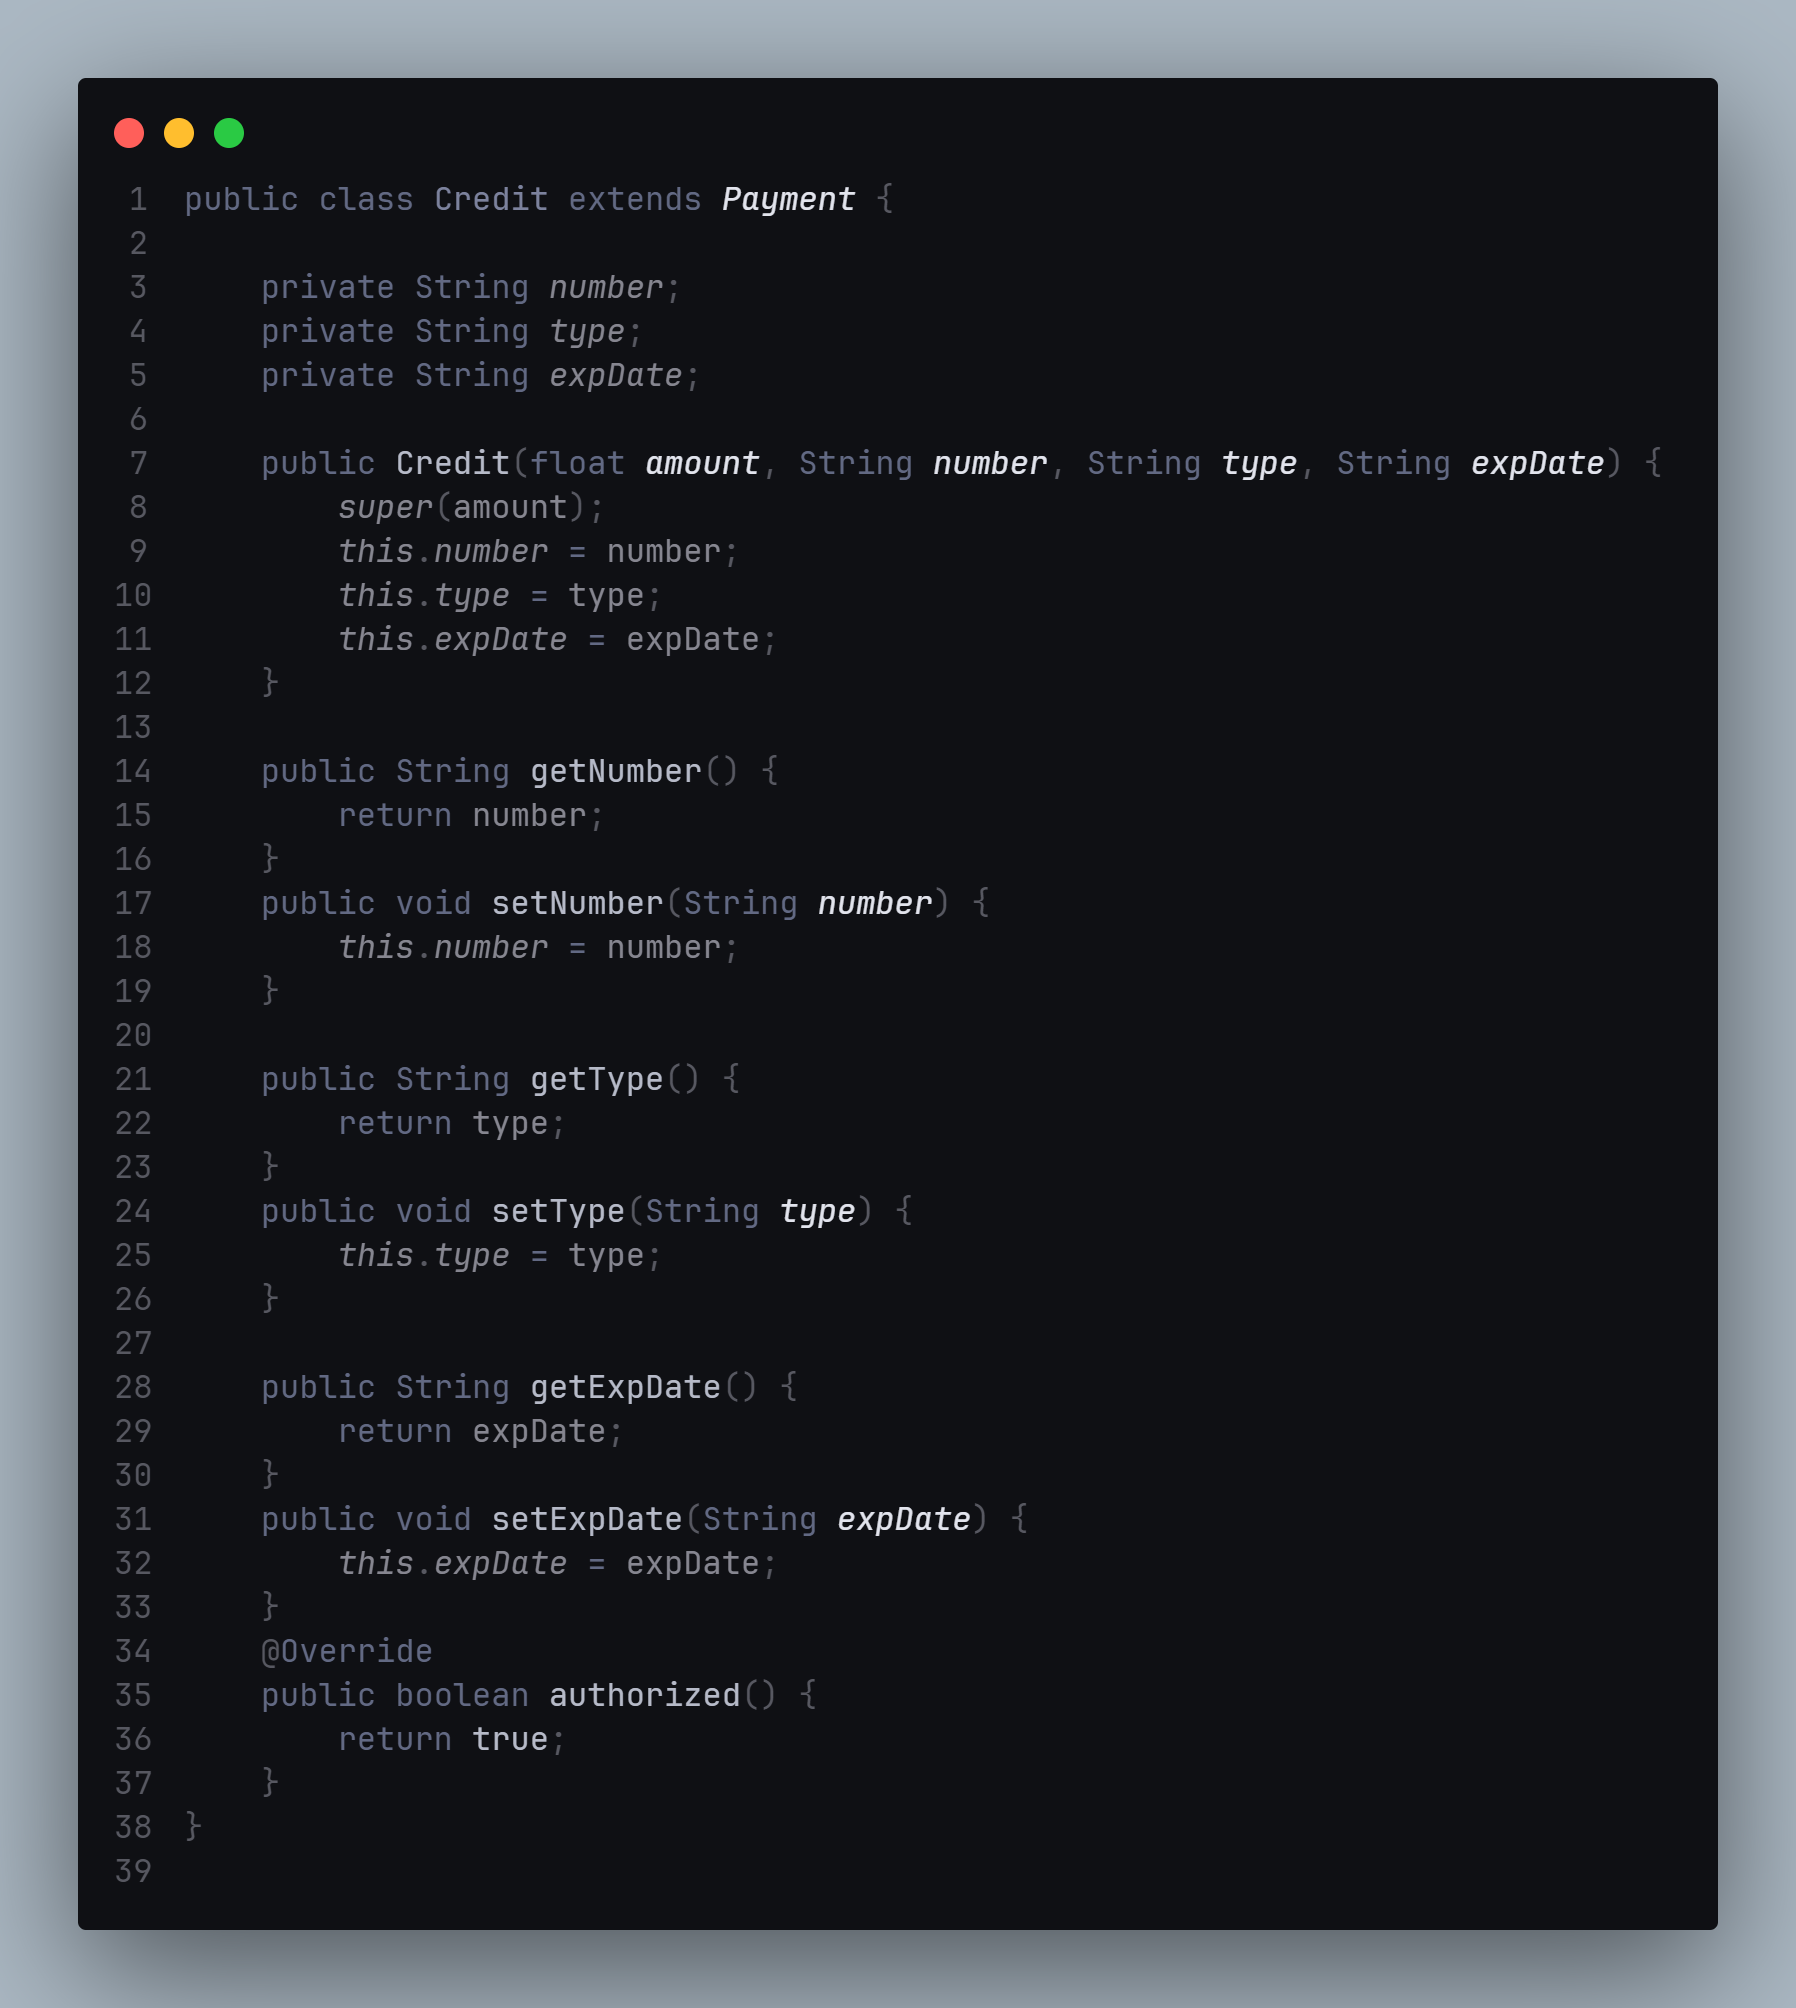 1 public class Credit extends Payment {
2
3     private String number;
4     private String type;
5     private String expDate;
6
7     public Credit(float amount, String number, String type, String expDate) {
8         super(amount);
9         this.number = number;
10         this.type = type;
11         this.expDate = expDate;
12     }
13
14     public String getNumber() {
15         return number;
16     }
17     public void setNumber(String number) {
18         this.number = number;
19     }
20
21     public String getType() {
22         return type;
23     }
24     public void setType(String type) {
25         this.type = type;
26     }
27
28     public String getExpDate() {
29         return expDate;
30     }
31     public void setExpDate(String expDate) {
32         this.expDate = expDate;
33     }
34     @Override
35     public boolean authorized() {
36         return true;
37     }
38 }
39